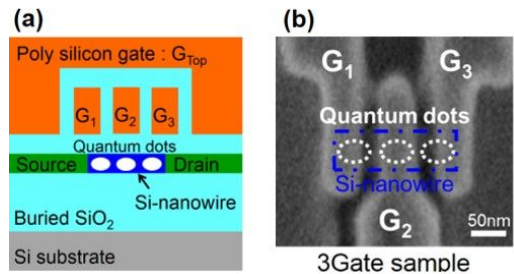 (a)
Poly silicon gate : G_Top
G₁ G₂ G₃
Quantum dots
Source Drain
Si-nanowire
Buried SiO₂
Si substrate
(b)
G₁ G₃
Quantum dots
Si-nanowire
G₂
50nm
3Gate sample